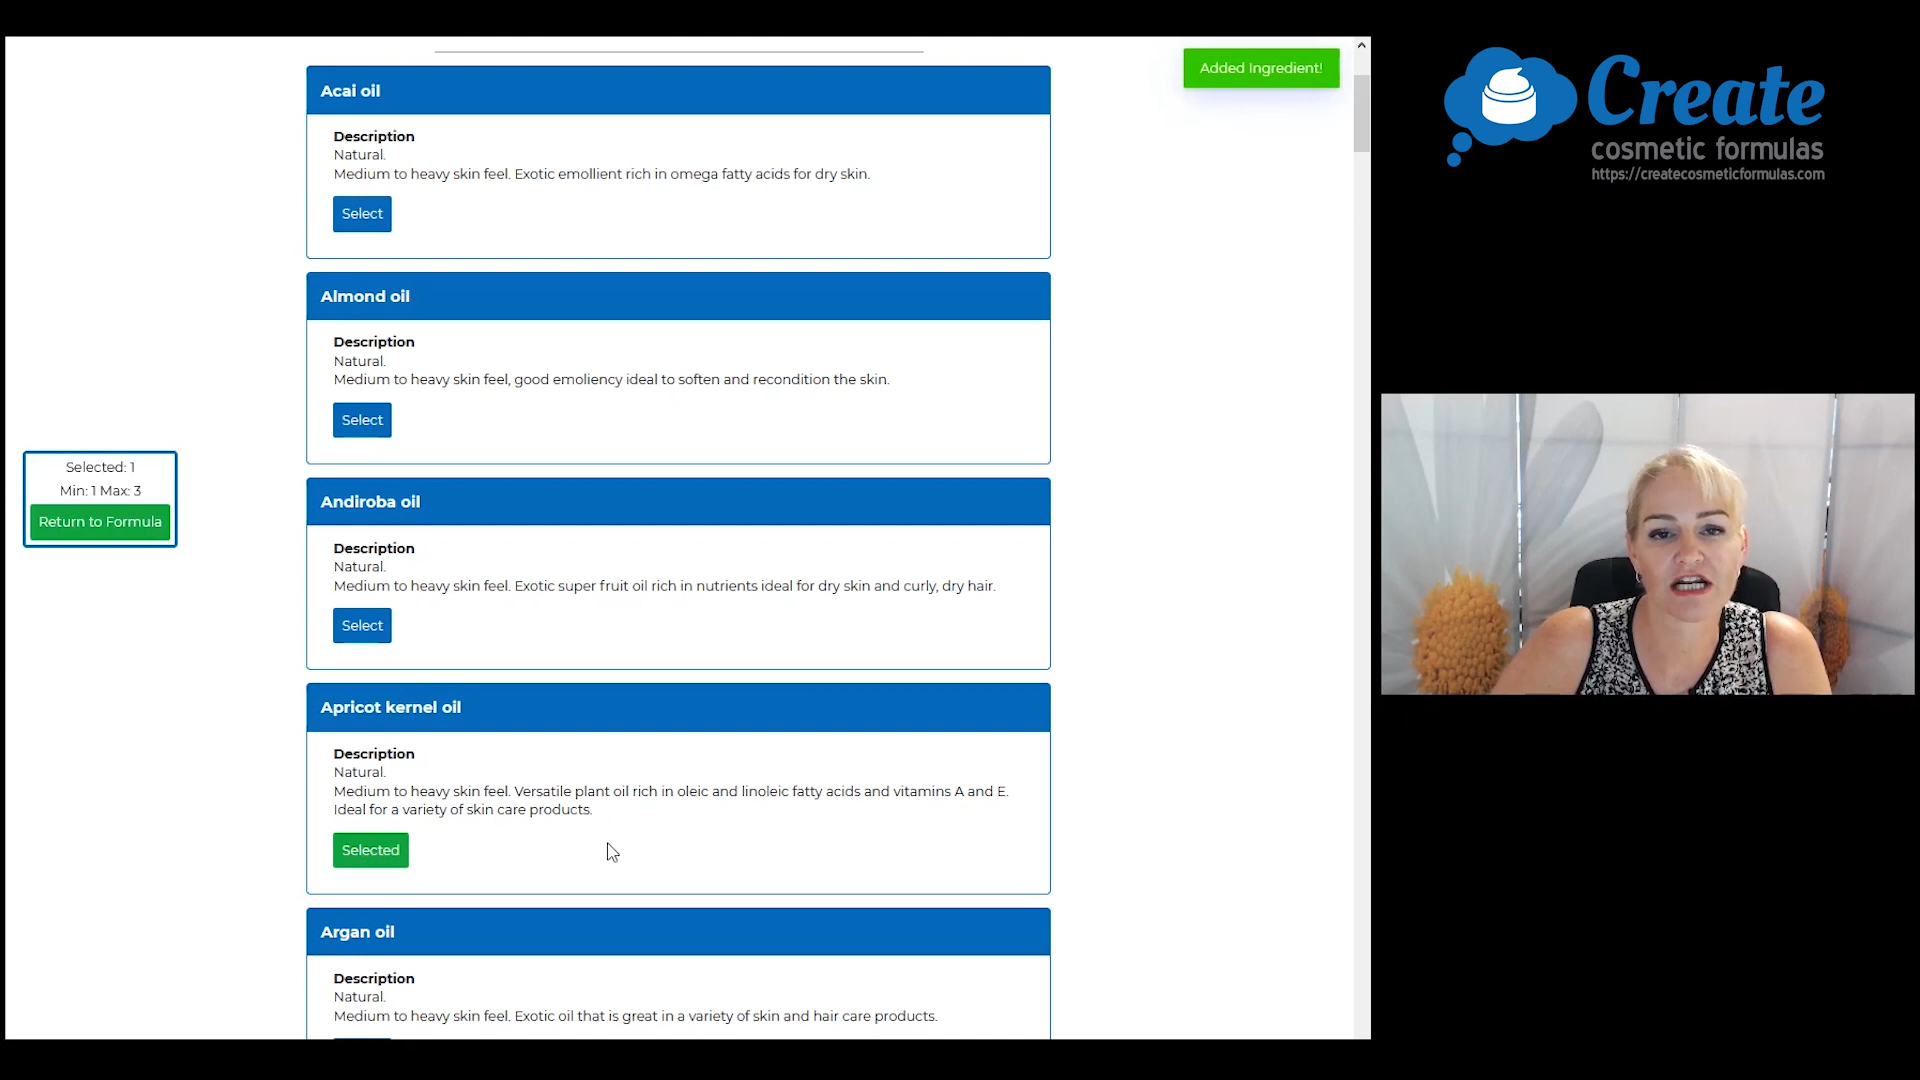 Added Ingredient!
Create
cosmetic formulas
https://createcosmeticformulas.com
Acai oil
Description
Natural.
Medium to heavy skin feel. Exotic emollient rich in omega fatty acids for dry skin.
Select
Almond oil
Description
Natural.
Medium to heavy skin feel, good emoliency ideal to soften and recondition the skin.
Select
Selected: 1
Min: 1 Max: 3
Return to Formula
Andiroba oil
Description
Natural.
Medium to heavy skin feel. Exotic super fruit oil rich in nutrients ideal for dry skin and curly, dry hair.
Select
Apricot kernel oil
Description
Natural.
Medium to heavy skin feel. Versatile plant oil rich in oleic and linoleic fatty acids and vitamins A and E.
Ideal for a variety of skin care products.
Selected
Argan oil
Description
Natural.
Medium to heavy skin feel. Exotic oil that is great in a variety of skin and hair care products.